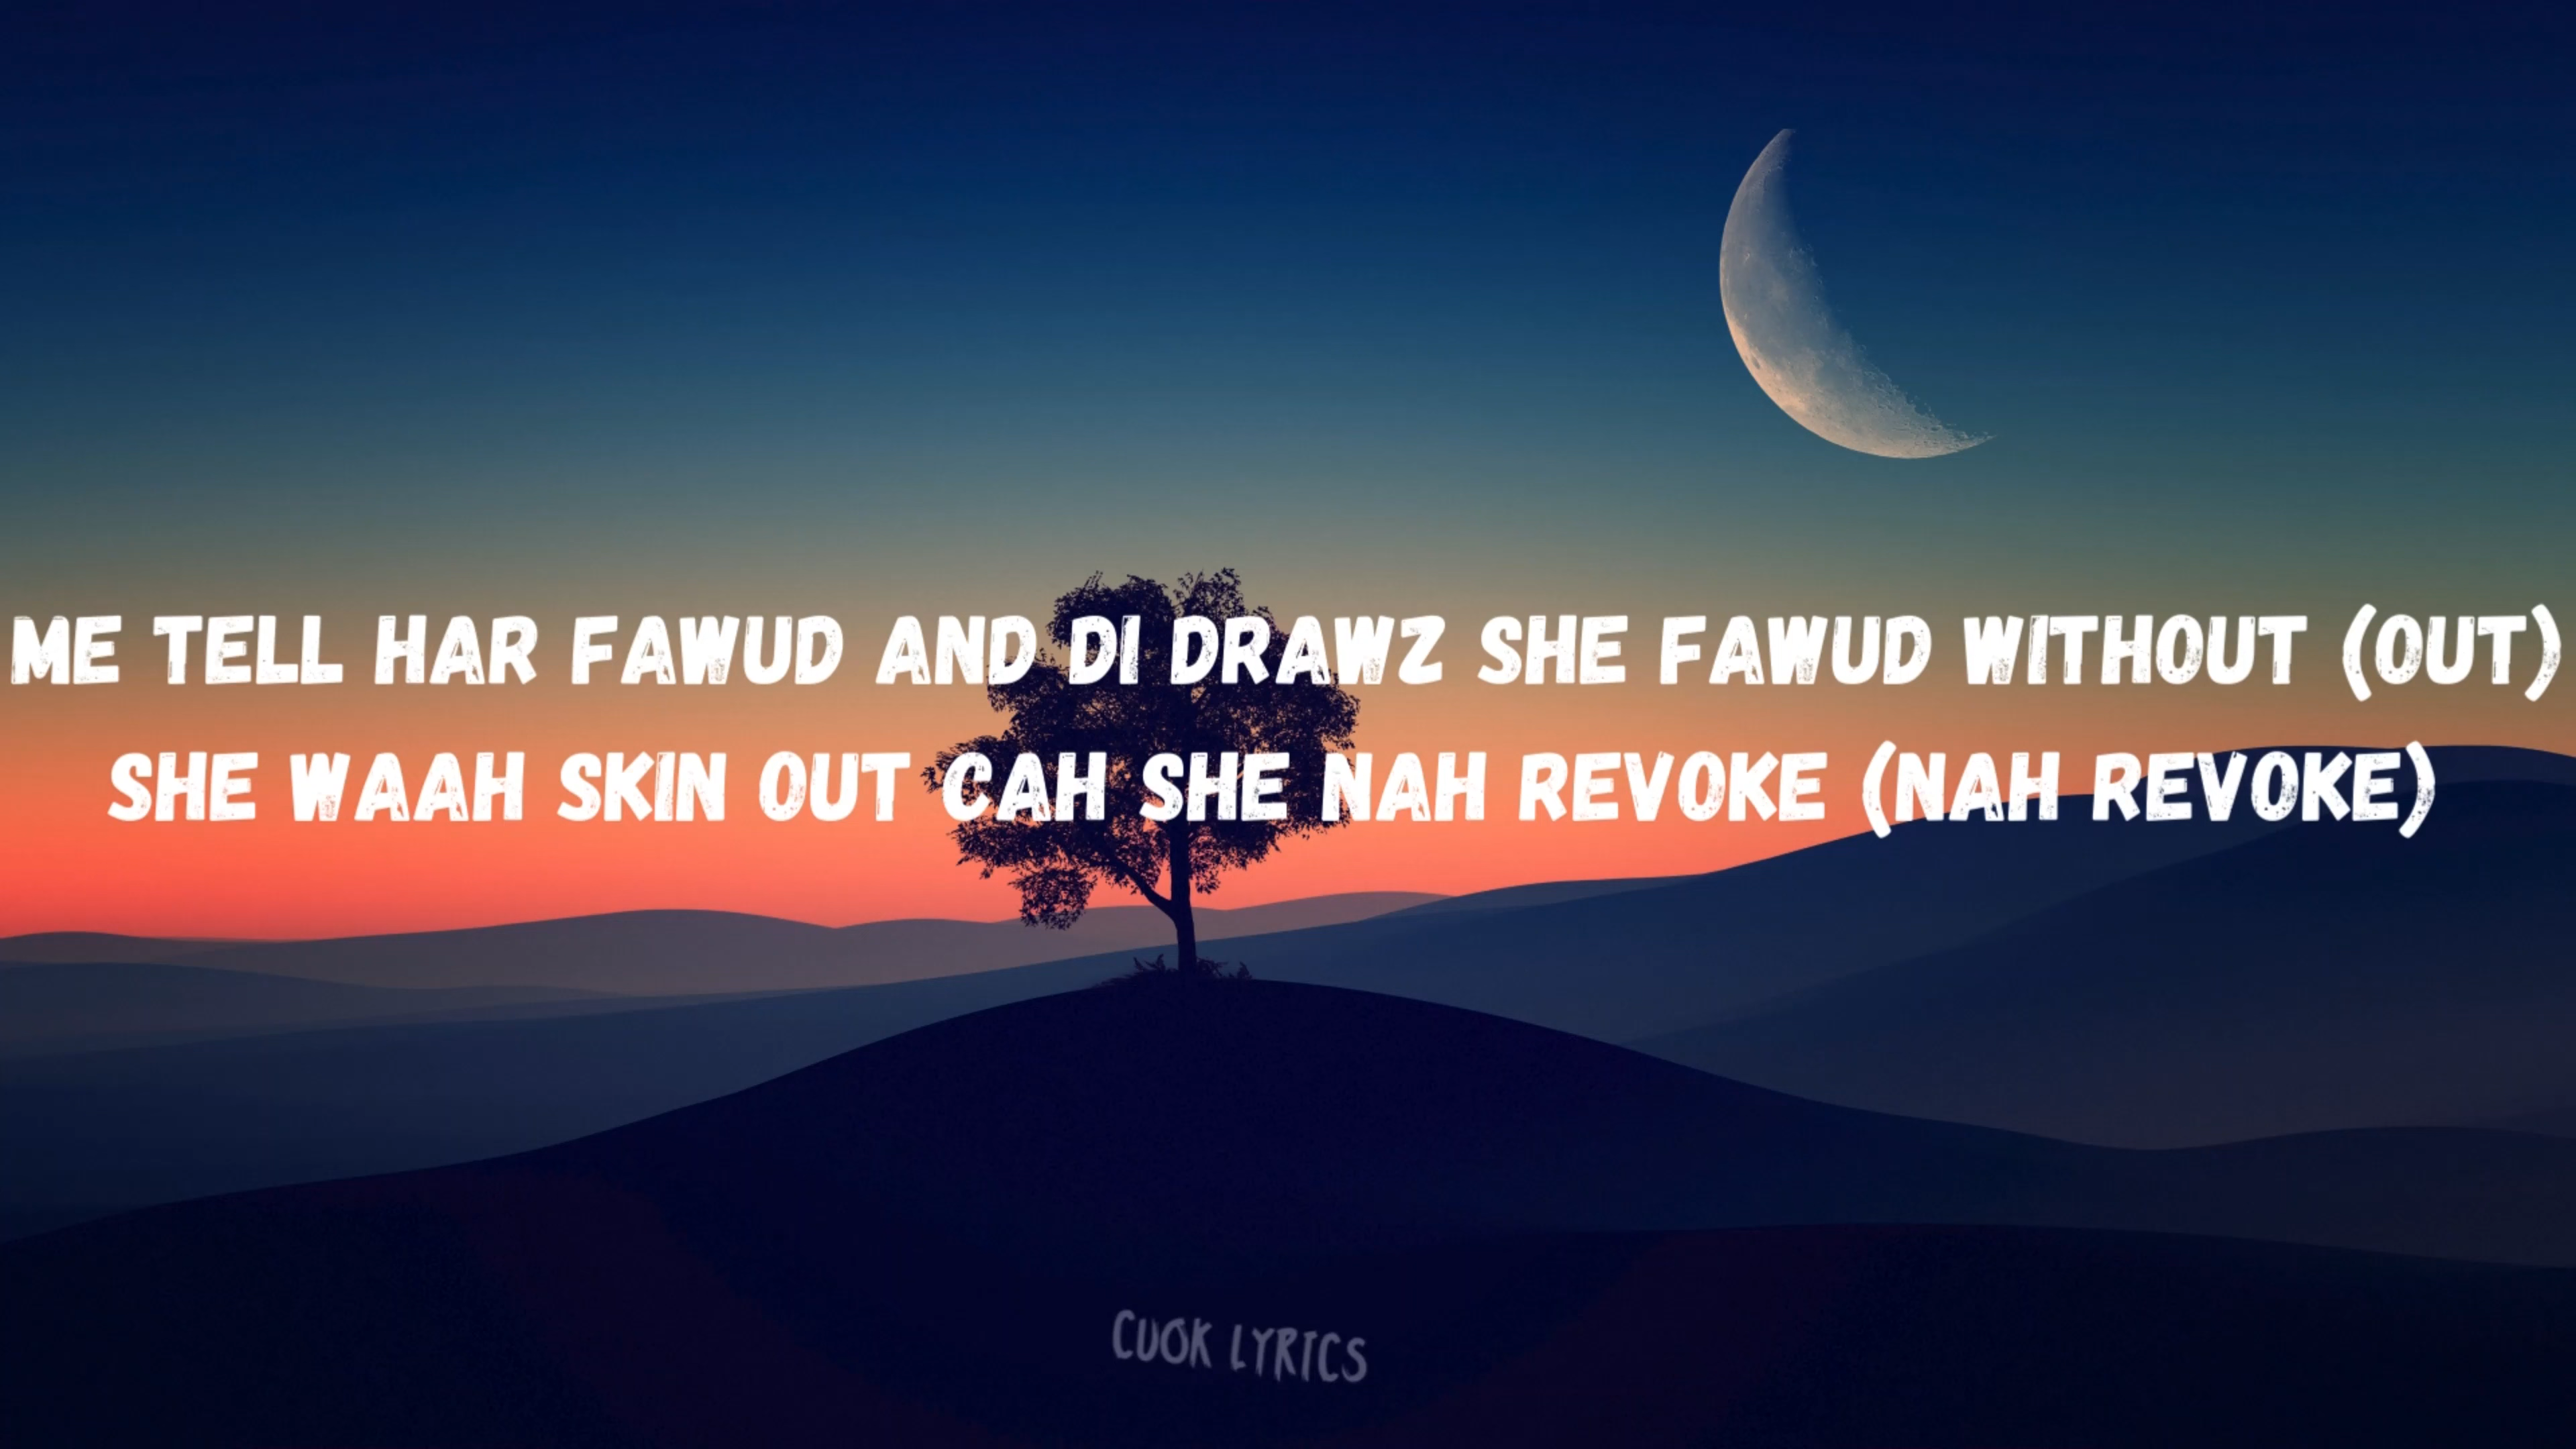 ME TELL HAR FAWUD AND DI DRAWZ SHE FAWUD WITHOUT (OUT)
SHE WAAH SKIN OUT CAH SHE NAH REVOKE (NAH REVOKE)
CUOK LYRICS